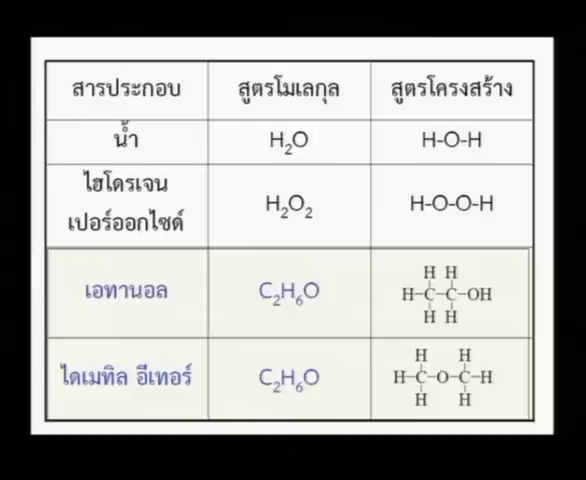 สารประกอบ สูตรโมเลกุล สูตรโครงสร้าง
น้ำ H₂O H-O-H
ไฮโดรเจน
เปอร์ออกไซด์ H₂O₂ H-O-O-H
H H
เอทานอล C₂H₆O H-C-C-OH
H H
H H
ไดเมทิล อีเทอร์ C₂H₆O H-C-O-C-H
H H